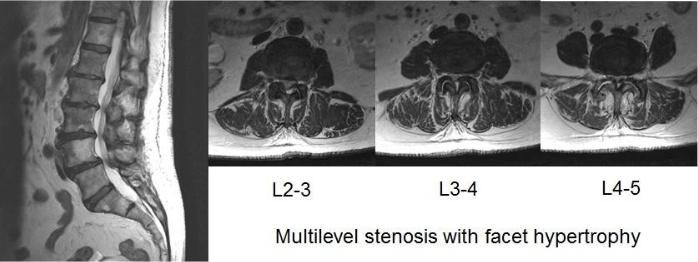 L2-3 L3-4 L4-5
Multilevel stenosis with facet hypertrophy